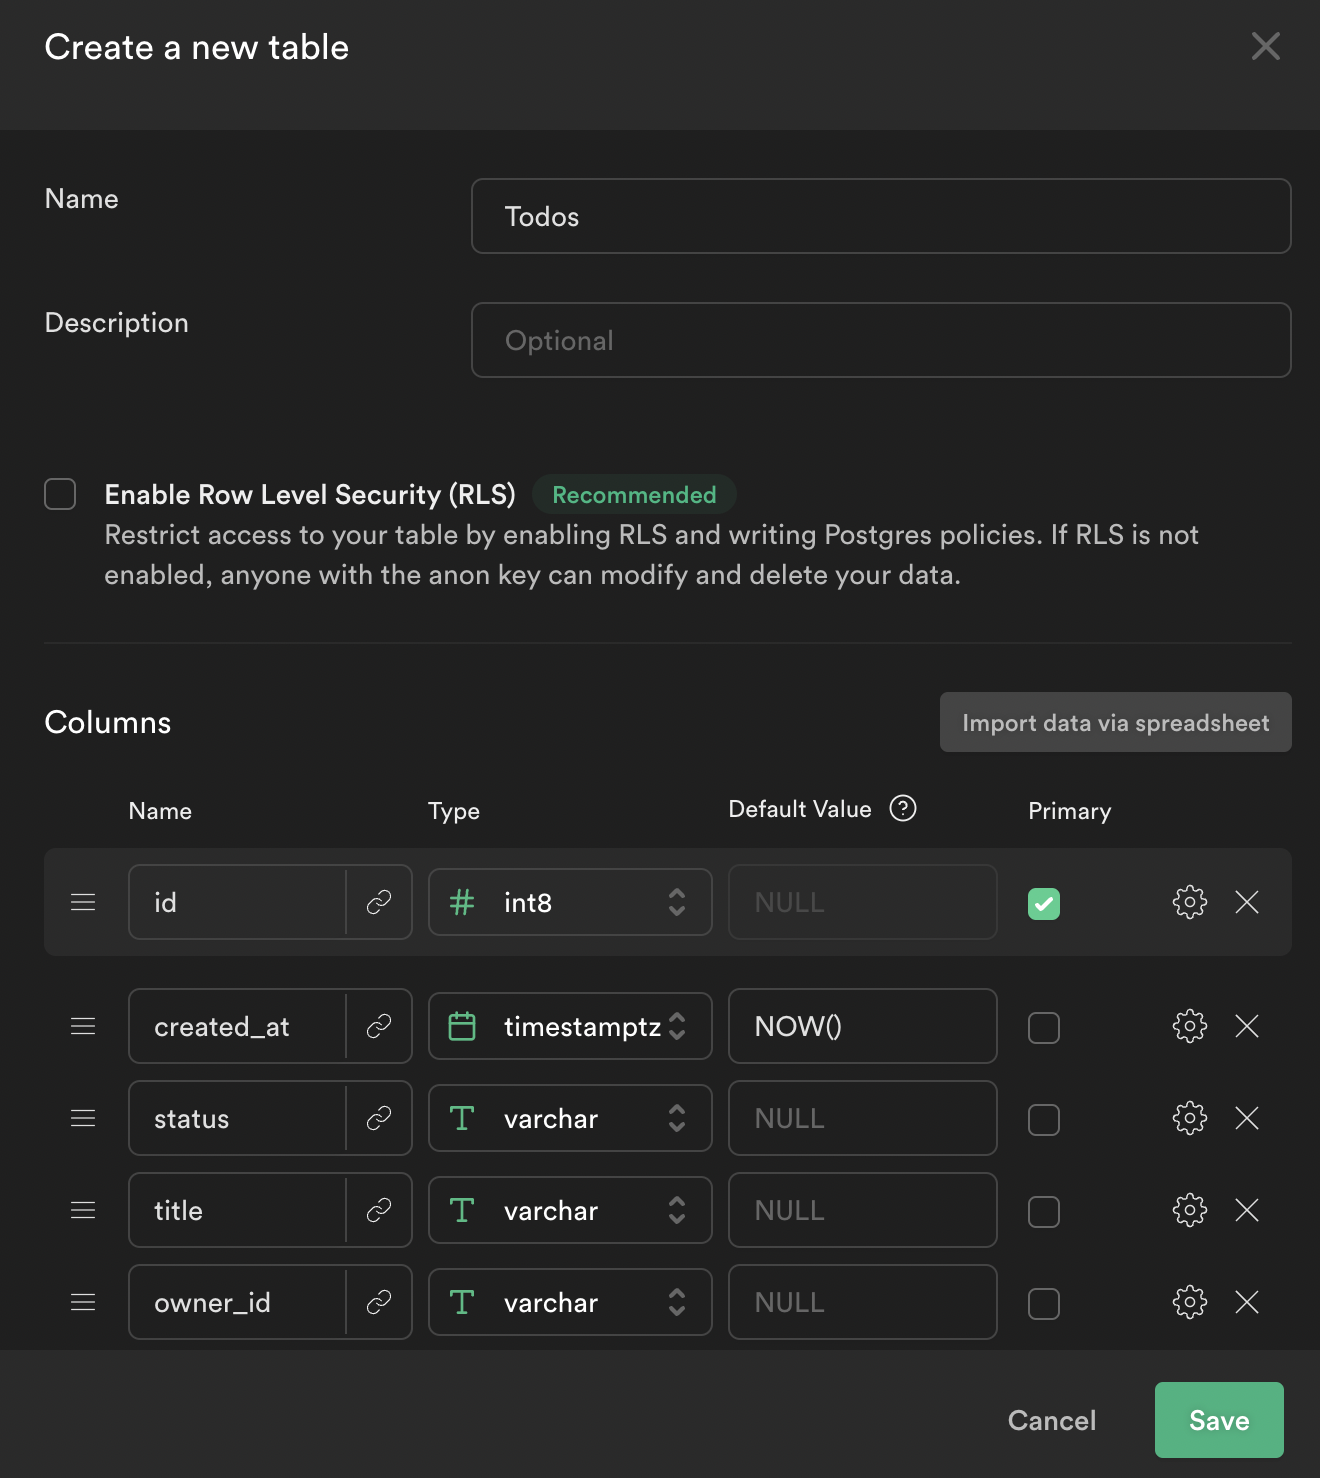 Create a new table
Name
Todos
Description
Optional
Enable Row Level Security (RLS) Recommended
Restrict access to your table by enabling RLS and writing Postgres policies. If RLS is not
enabled, anyone with the anon key can modify and delete your data.
Columns
Import data via spreadsheet
Name Type Default Value ? Primary
id int8 NULL
created_at timestamptz NOW()
status varchar NULL
title varchar NULL
owner_id varchar NULL
Cancel Save